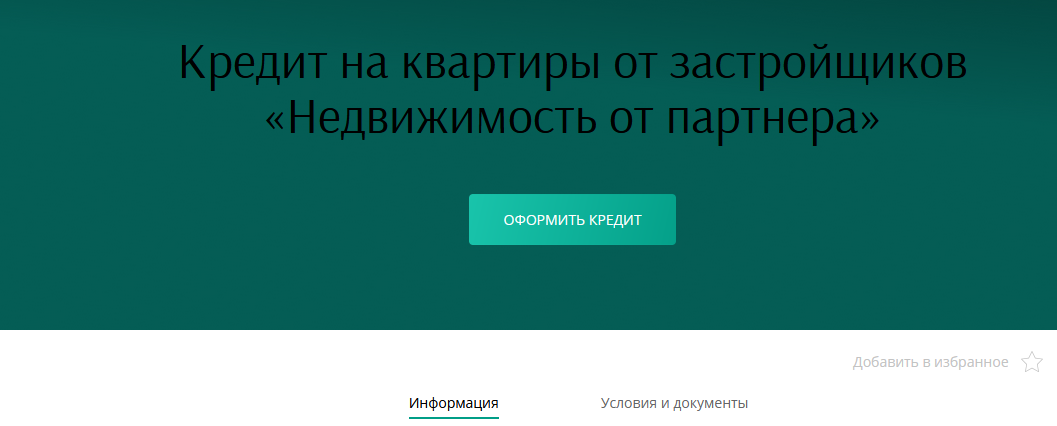 Кредит на квартиры от застройщиков
«Недвижимость от партнера»
ОФОРМИТЬ КРЕДИТ
Добавить в избранное
Информация
Условия и документы